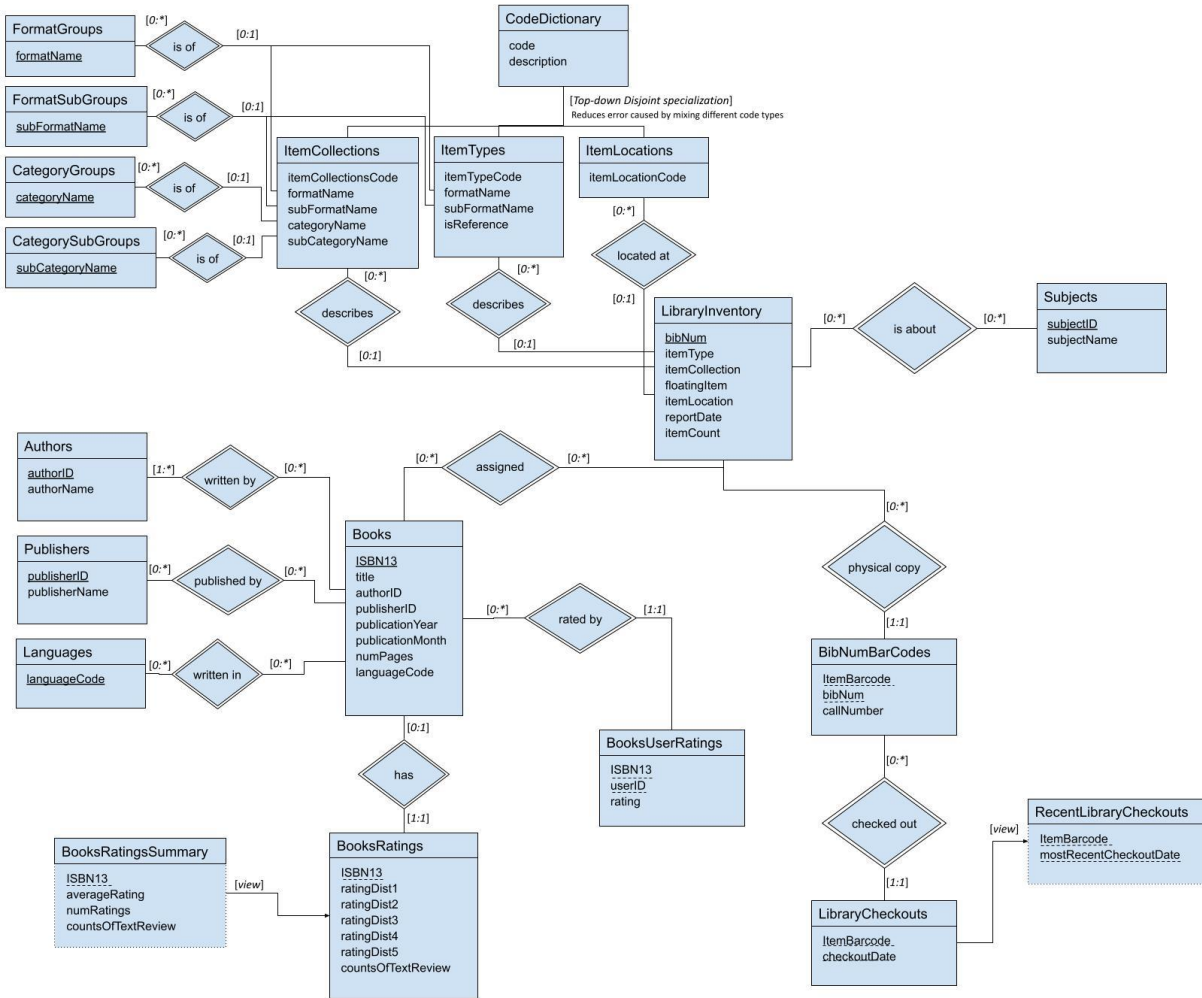 FormatGroups
formatName
[0:*]
is of
[0:1]
CodeDictionary
code
description
FormatSubGroups
subFormatName
[0:*]
is of
[0:1]
[Top-down Disjoint specialization]
Reduces error caused by mixing different code types
CategoryGroups
categoryName
[0:*]
is of
[0:1]
CategorySubGroups
subCategoryName
[0:*]
is of
[0:1]
ItemCollections
itemCollectionsCode
formatName
subFormatName
categoryName
subCategoryName
ItemTypes
itemTypeCode
formatName
subFormatName
isReference
ItemLocations
itemLocationCode
[0:*]
describes
[0:1]
[0:*]
describes
[0:1]
[0:*]
located at
[0:1]
LibraryInventory
bibNum
itemType
itemCollection
floatingItem
itemLocation
reportDate
itemCount
[0:*]
is about
[0:*]
Subjects
subjectID
subjectName
Authors
authorID
authorName
[1:*]
written by
[0:*]
[0:*]
assigned
[0:*]
Publishers
publisherID
publisherName
[0:*]
published by
[0:*]
Languages
languageCode
[0:*]
written in
[0:*]
Books
ISBN13
title
authorID
publisherID
publicationYear
publicationMonth
numPages
languageCode
[0:*]
rated by
[1:1]
[0:*]
physical copy
[1:1]
BibNumBarCodes
ItemBarcode
bibNum
callNumber
BooksUserRatings
ISBN13
userID
rating
[0:1]
has
[1:1]
[0:*]
checked out
[1:1]
BooksRatingsSummary
ISBN13
averageRating
numRatings
countsOfTextReview
[view]
BooksRatings
ISBN13
ratingDist1
ratingDist2
ratingDist3
ratingDist4
ratingDist5
countsOfTextReview
LibraryCheckouts
ItemBarcode
checkoutDate
[view]
RecentLibraryCheckouts
ItemBarcode
mostRecentCheckoutDate